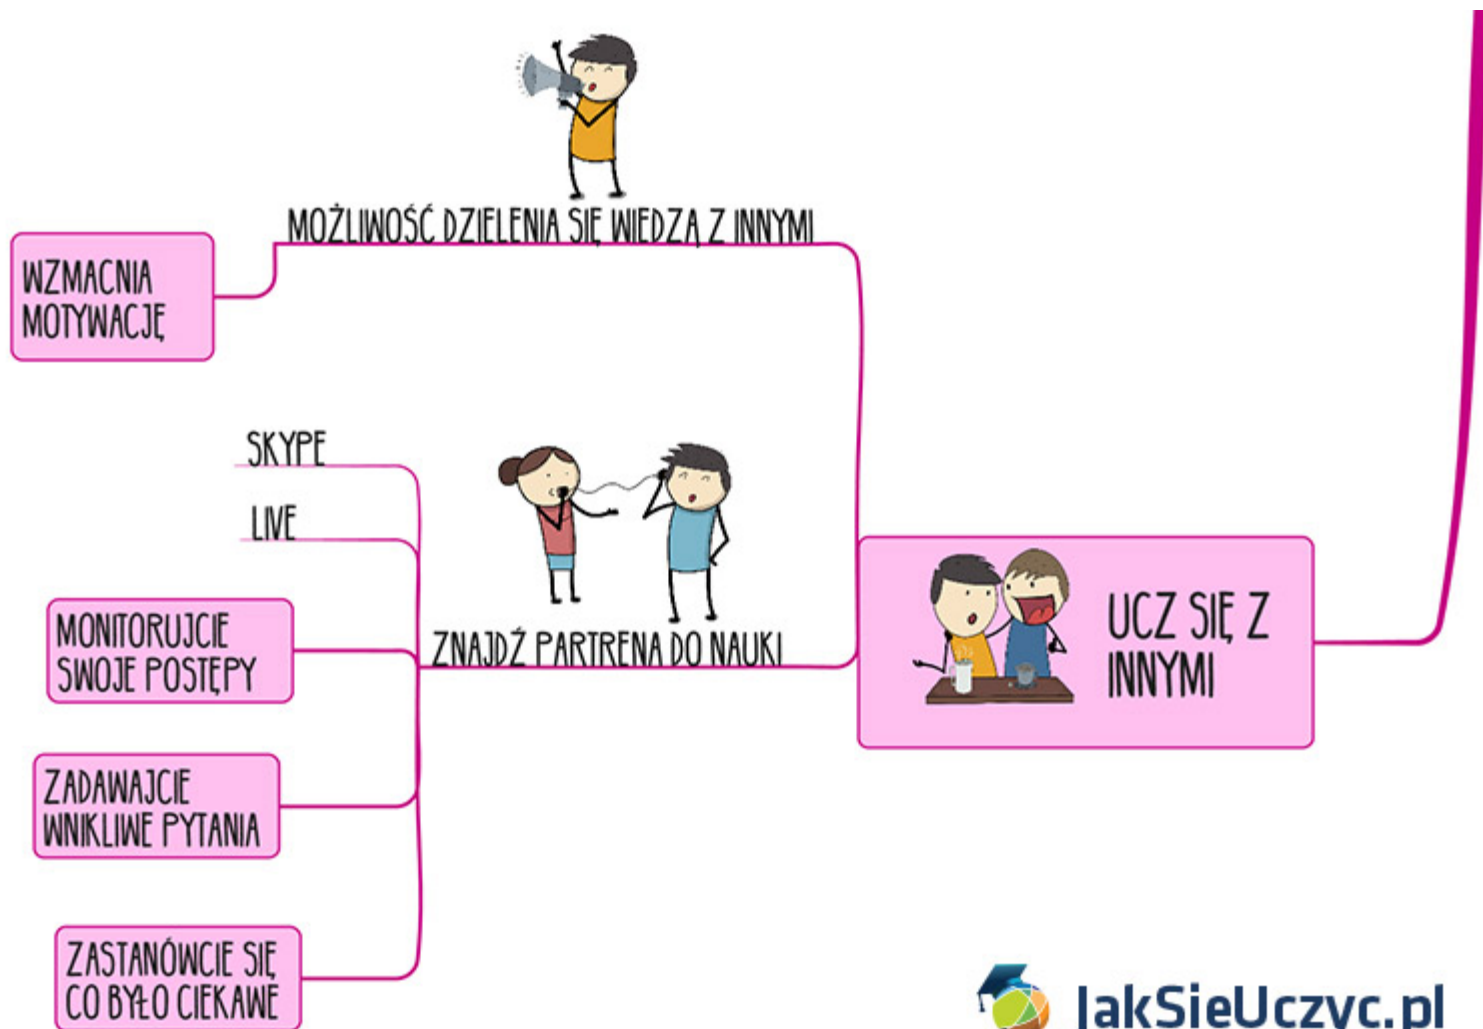 MOŻLIWOŚĆ DZIELENIA SIĘ WIEDZĄ Z INNYMI
WZMACNIA
MOTYWACJĘ
SKYPE
LIVE
MONITORUJCIE
SWOJE POSTĘPY
ZNAJDŹ PARTRENA DO NAUKI
UCZ SIĘ Z
INNYMI
ZADAWAJCIE
WNIKLIWE PYTANIA
ZASTANÓWCIE SIĘ
CO BYŁO CIEKAWE
JakSieUczyc.pl